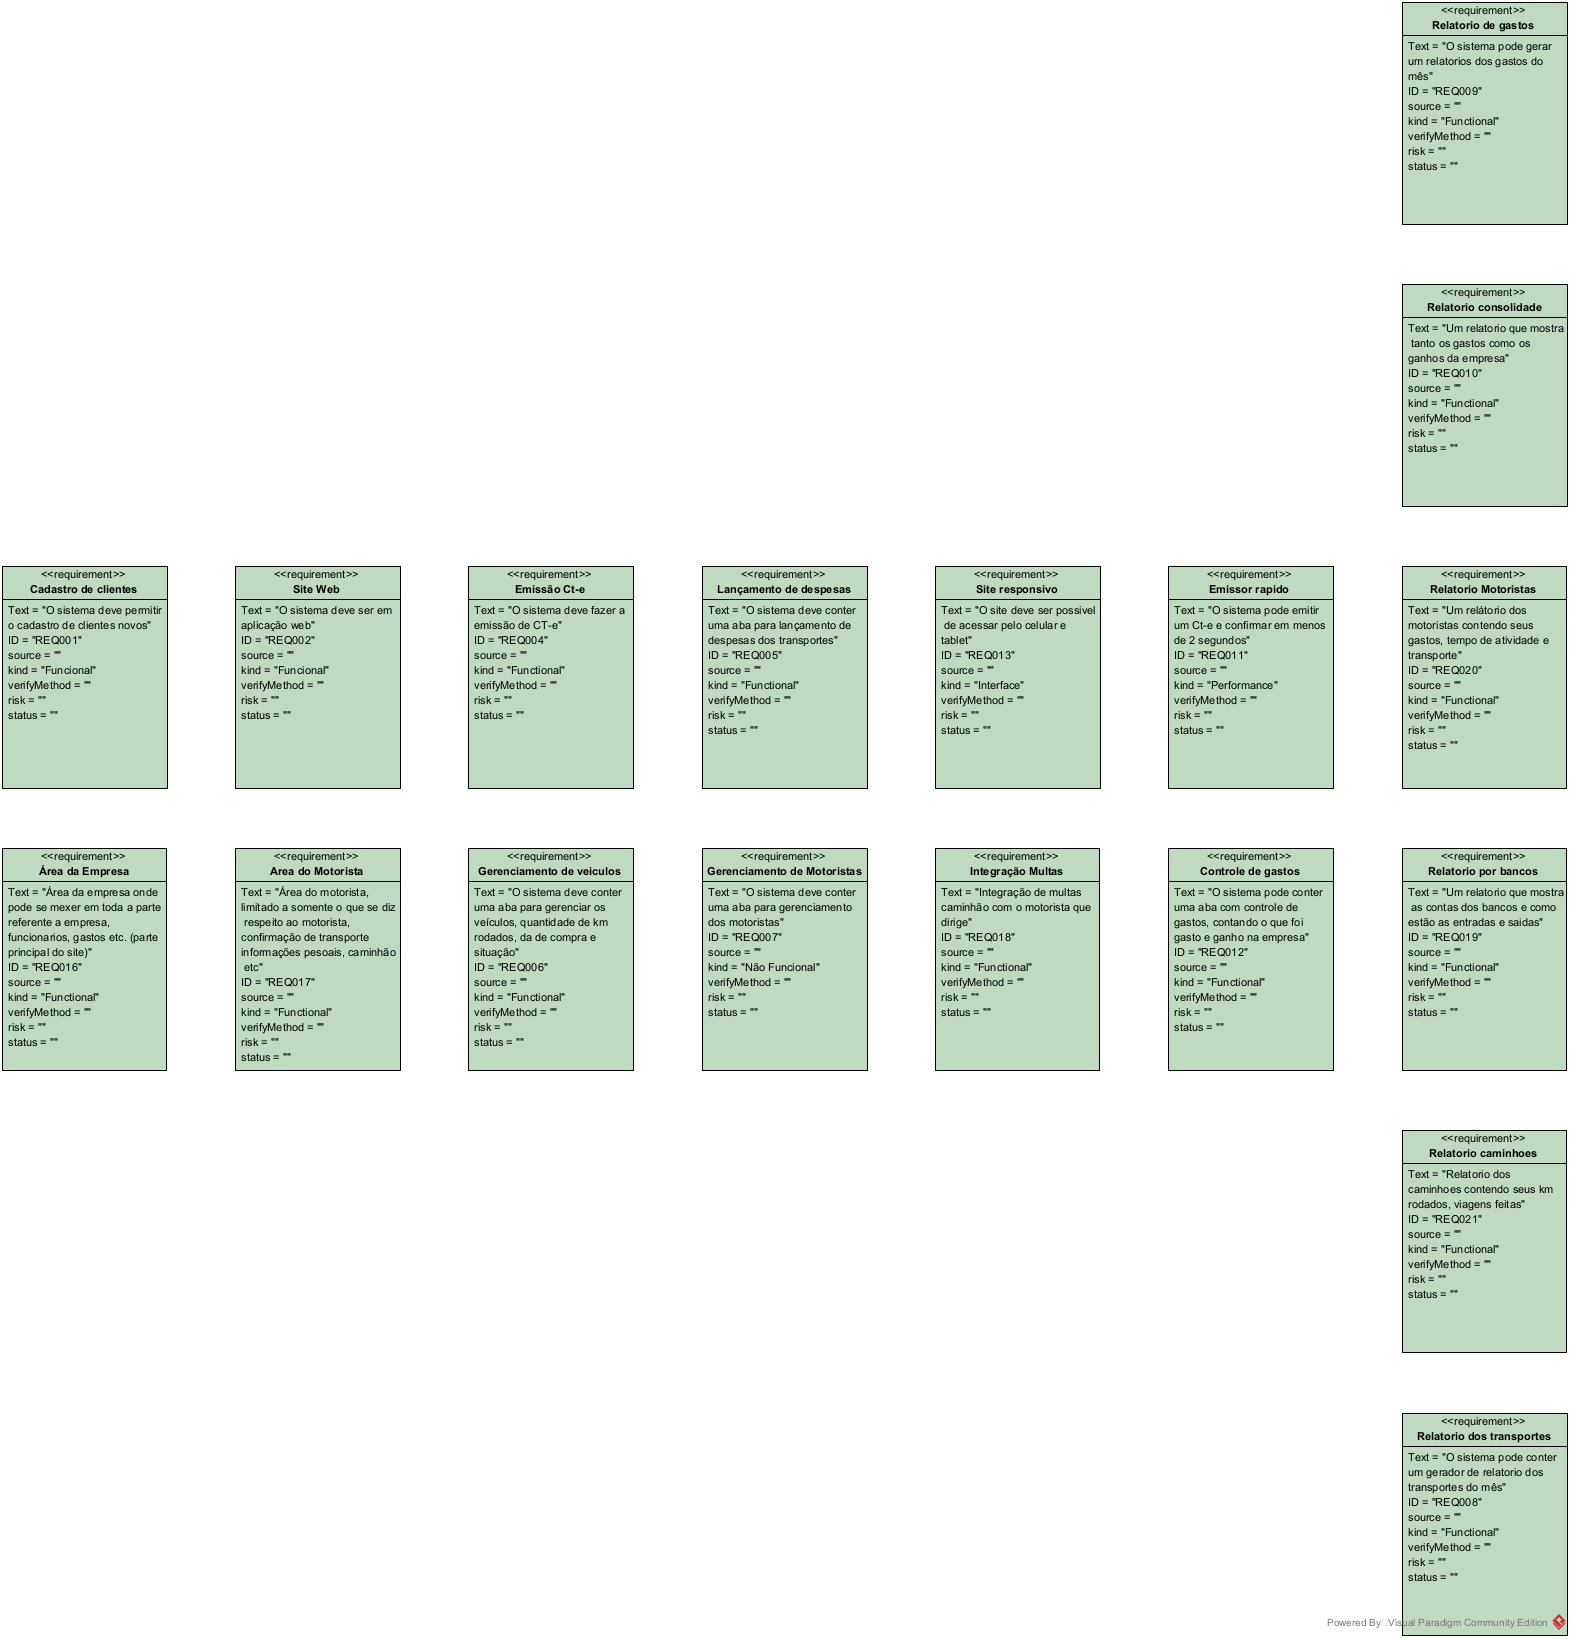 <<requirement>>
Relatorio de gastos
Text = "O sistema pode gerar
um relatorios dos gastos do
mês"
ID = "REQ009"
source = ""
kind = "Functional"
verifyMethod = ""
risk = ""
status = ""
<<requirement>>
Relatorio consolidade
Text = "Um relatorio que mostra
tanto os gastos como os
ganhos da empresa"
ID = "REQ010"
source = ""
kind = "Functional"
verifyMethod = ""
risk = ""
status = ""
<<requirement>>
Cadastro de clientes
Text = "O sistema deve permitir
o cadastro de clientes novos"
ID = "REQ001"
source = ""
kind = "Funcional"
verifyMethod = ""
risk = ""
status = ""
<<requirement>>
Site Web
Text = "O sistema deve ser em
aplicação web"
ID = "REQ002"
source = ""
kind = "Funcional"
verifyMethod = ""
risk = ""
status = ""
<<requirement>>
Emissão Ct-e
Text = "O sistema deve fazer a
emissão de CT-e"
ID = "REQ004"
source = ""
kind = "Functional"
verifyMethod = ""
risk = ""
status = ""
<<requirement>>
Lançamento de despesas
Text = "O sistema deve conter
uma aba para lançamento de
despesas dos transportes"
ID = "REQ005"
source = ""
kind = "Functional"
verifyMethod = ""
risk = ""
status = ""
<<requirement>>
Site responsivo
Text = "O site deve ser possivel
de acessar pelo celular e
tablet"
ID = "REQ013"
source = ""
kind = "Interface"
verifyMethod = ""
risk = ""
status = ""
<<requirement>>
Emissor rapido
Text = "O sistema pode emitir
um Ct-e e confirmar em menos
de 2 segundos"
ID = "REQ011"
source = ""
kind = "Performance"
verifyMethod = ""
risk = ""
status = ""
<<requirement>>
Relatorio Motoristas
Text = "Um relátorio dos
motoristas contendo seus
gastos, tempo de atividade e
transporte"
ID = "REQ020"
source = ""
kind = "Functional"
verifyMethod = ""
risk = ""
status = ""
<<requirement>>
Área da Empresa
Text = "Área da empresa onde
pode se mexer em toda a parte
referente a empresa,
funcionarios, gastos etc. (parte
principal do site)"
ID = "REQ016"
source = ""
kind = "Functional"
verifyMethod = ""
risk = ""
status = ""
<<requirement>>
Area do Motorista
Text = "Área do motorista,
limitado a somente o que se diz
respeito ao motorista,
confirmação de transporte
informações pesoais, caminhão
etc"
ID = "REQ017"
source = ""
kind = "Functional"
verifyMethod = ""
risk = ""
status = ""
<<requirement>>
Gerenciamento de veiculos
Text = "O sistema deve conter
uma aba para gerenciar os
veículos, quantidade de km
rodados, da de compra e
situação"
ID = "REQ006"
source = ""
kind = "Functional"
verifyMethod = ""
risk = ""
status = ""
<<requirement>>
Gerenciamento de Motoristas
Text = "O sistema deve conter
uma aba para gerenciamento
dos motoristas"
ID = "REQ007"
source = ""
kind = "Não Funcional"
verifyMethod = ""
risk = ""
status = ""
<<requirement>>
Integração Multas
Text = "Integração de multas
caminhão com o motorista que
dirige"
ID = "REQ018"
source = ""
kind = "Functional"
verifyMethod = ""
risk = ""
status = ""
<<requirement>>
Controle de gastos
Text = "O sistema pode conter
uma aba com controle de
gastos, contando o que foi
gasto e ganho na empresa"
ID = "REQ012"
source = ""
kind = "Functional"
verifyMethod = ""
risk = ""
status = ""
<<requirement>>
Relatorio por bancos
Text = "Um relatorio que mostra
as contas dos bancos e como
estão as entradas e saidas"
ID = "REQ019"
source = ""
kind = "Functional"
verifyMethod = ""
risk = ""
status = ""
<<requirement>>
Relatorio caminhoes
Text = "Relatorio dos
caminhoes contendo seus km
rodados, viagens feitas"
ID = "REQ021"
source = ""
kind = "Functional"
verifyMethod = ""
risk = ""
status = ""
<<requirement>>
Relatorio dos transportes
Text = "O sistema pode conter
um gerador de relatorio dos
transportes do mês"
ID = "REQ008"
source = ""
kind = "Functional"
verifyMethod = ""
risk = ""
status = ""
Powered By Visual Paradigm Community Edition